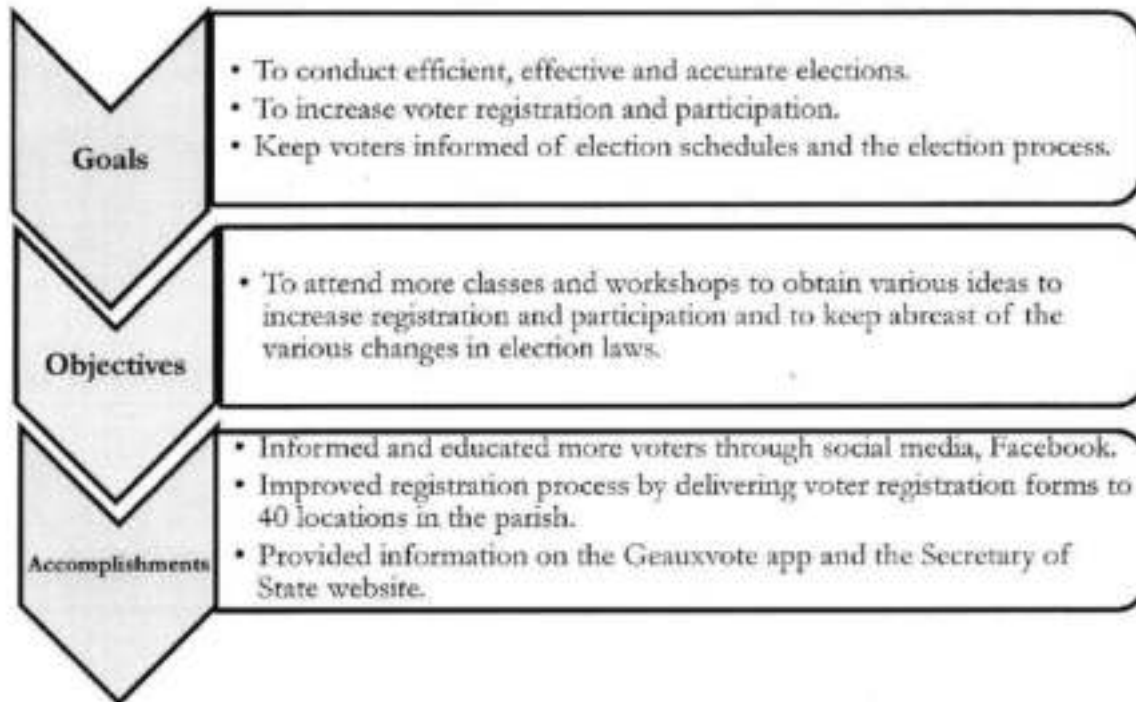 Goals
• To conduct efficient, effective and accurate elections.
• To increase voter registration and participation.
• Keep voters informed of election schedules and the election process.
Objectives
• To attend more classes and workshops to obtain various ideas to
increase registration and participation and to keep abreast of the
various changes in election laws.
Accomplishments
• Informed and educated more voters through social media, Facebook.
• Improved registration process by delivering voter registration forms to
40 locations in the parish.
• Provided information on the Geauxvote app and the Secretary of
State website.